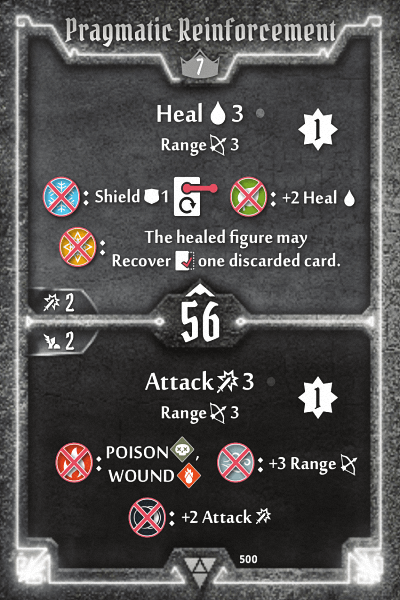 Pragmatic Reinforcement
7
Heal 3
Range 3
1
: Shield 1 : +2 Heal
: The healed figure may
Recover one discarded card.
2
56
2
Attack 3
Range 3
1
: POISON , : +3 Range
WOUND
: +2 Attack
500